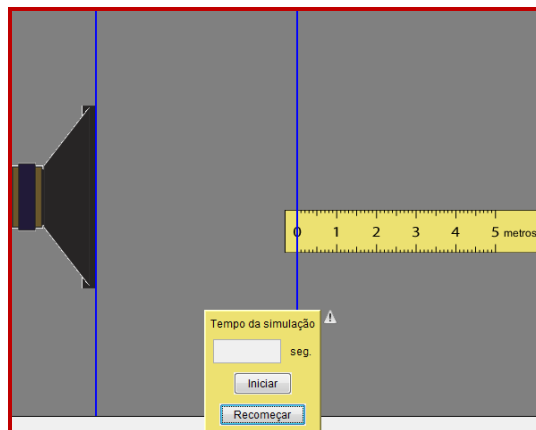 0 1 2 3 4 5 metros
Tempo da simulação
seg.
Iniciar
Recomeçar